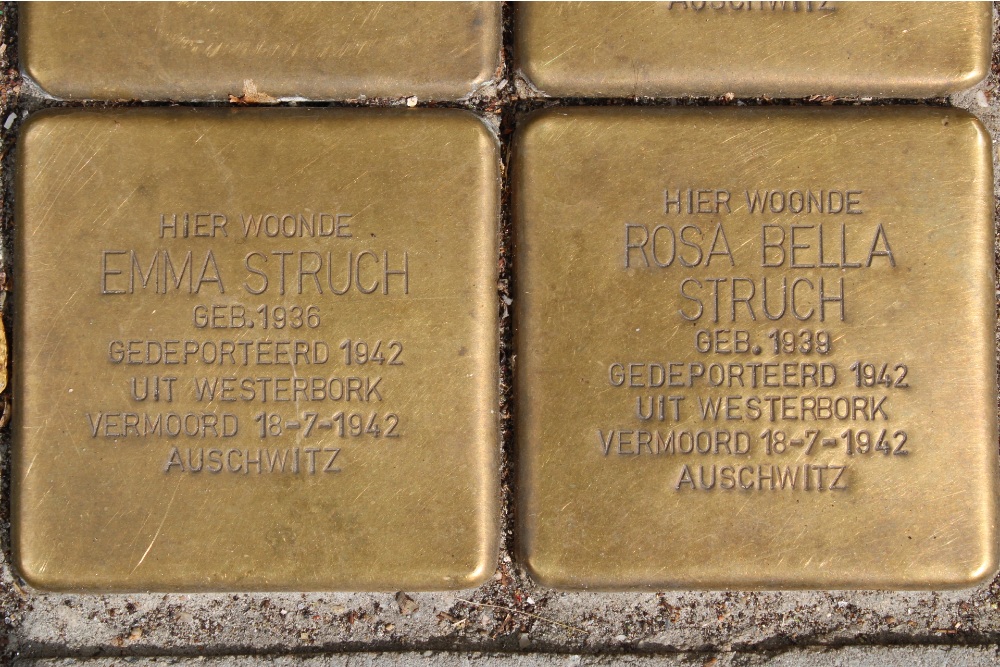 AUSCHWITZ
HIER WOONDE
EMMA STRUCH
GEB. 1936
GEDEPORTEERD 1942
UIT WESTERBORK
VERMOORD 18-7-1942
AUSCHWITZ
HIER WOONDE
ROSA BELLA
STRUCH
GEB. 1939
GEDEPORTEERD 1942
UIT WESTERBORK
VERMOORD 18-7-1942
AUSCHWITZ